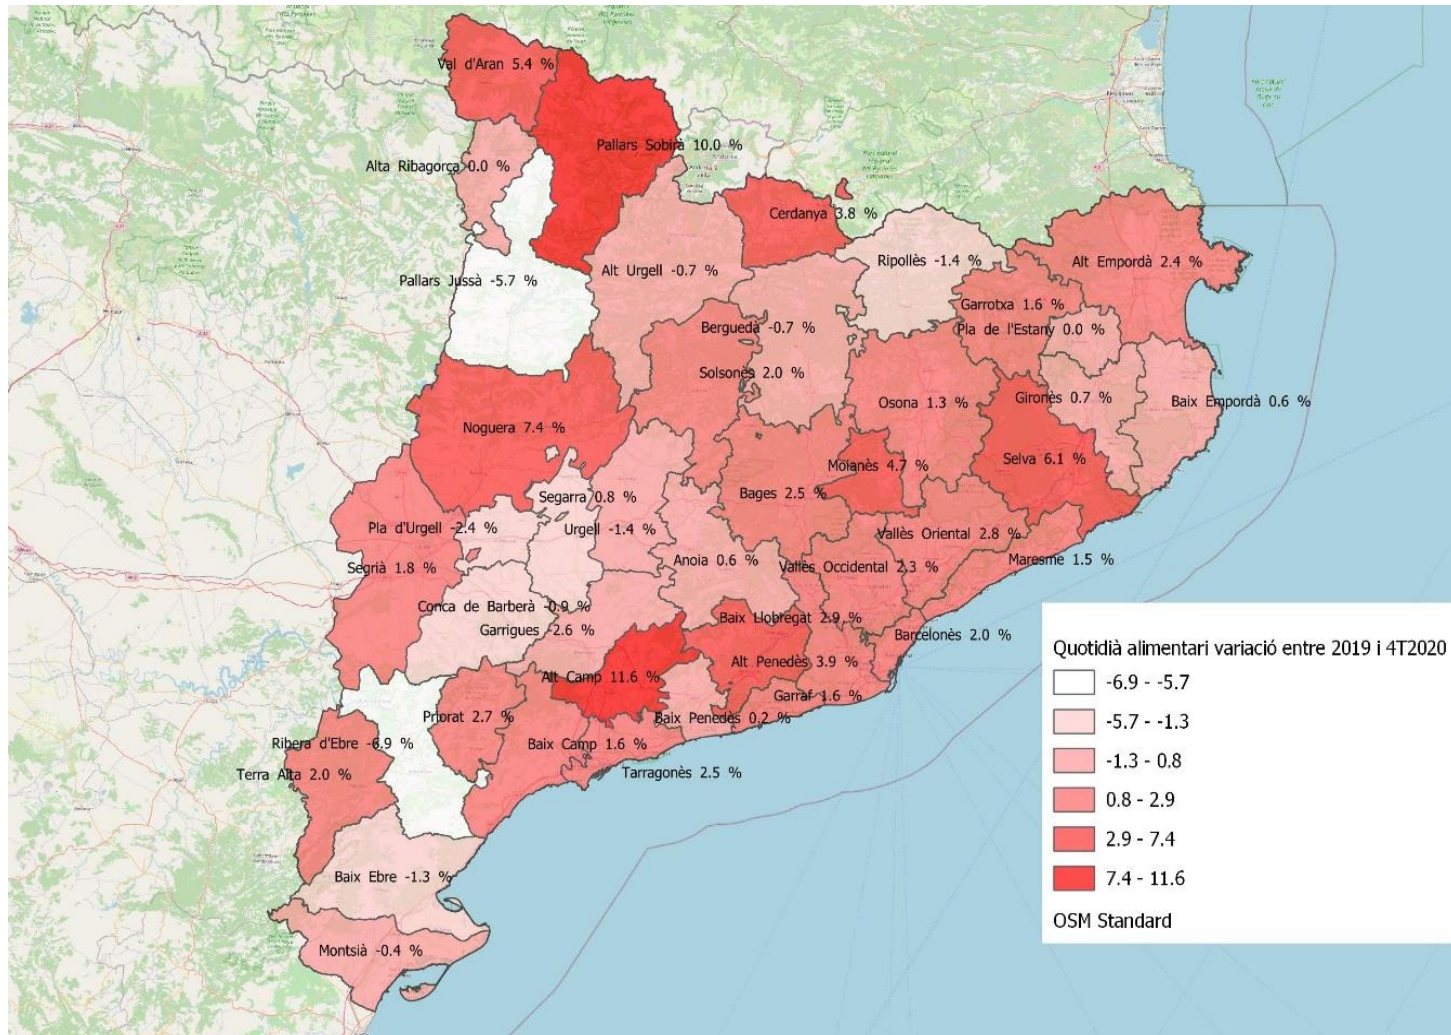 Val d'Aran 5.4 %
Pallars Sobirà 10.0 %
Alta Ribagorça 0.0 %
Cerdanya 3.8 %
Ripollès -1.4 %
Alt Urgell -0.7 %
Alt Empordà 2.4 %
Pallars Jussà -5.7 %
Garrotxa 1.6 %
Berguedà -0.7 %
Pla de l'Estany 0.0 %
Solsonès 2.0 %
Gironès 0.7 %
Baix Empordà 0.6 %
Osona 1.3 %
Noguera 7.4 %
Selva 6.1 %
Moianès 4.7 %
Bages 2.5 %
Segarra 0.8 %
Pla d'Urgell -2.4 %
Urgell -1.4 %
Vallès Oriental 2.8 %
Anoia 0.6 %
Maresme 1.5 %
Segrià 1.8 %
Vallès Occidental 2.3 %
Conca de Barberà -0.9 %
Baix Llobregat 2.9 %
Garrigues -2.6 %
Barcelonès 2.0 %
Alt Penedès 3.9 %
Alt Camp 11.6 %
Garraf 1.6 %
Priorat 2.7 %
Baix Penedès 0.2 %
Ribera d'Ebre -6.9 %
Baix Camp 1.6 %
Terra Alta 2.0 %
Tarragonès 2.5 %
Baix Ebre -1.3 %
Montsià -0.4 %
Quotidià alimentari variació entre 2019 i 4T2020
-6.9 - -5.7
-5.7 - -1.3
-1.3 - 0.8
0.8 - 2.9
2.9 - 7.4
7.4 - 11.6
OSM Standard